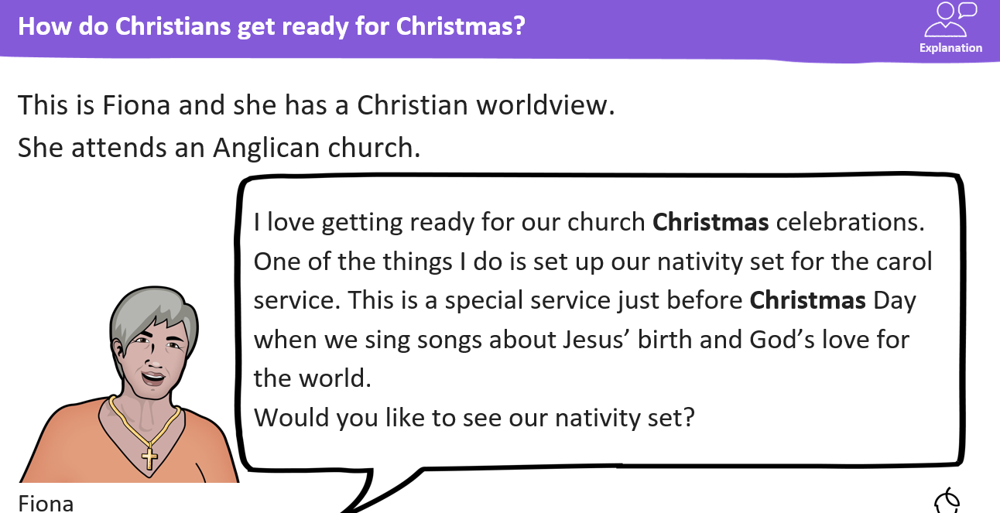 How do Christians get ready for Christmas?
Explanation
This is Fiona and she has a Christian worldview.
She attends an Anglican church.
I love getting ready for our church Christmas celebrations.
One of the things I do is set up our nativity set for the carol
service. This is a special service just before Christmas Day
when we sing songs about Jesus’ birth and God’s love for
the world.
Would you like to see our nativity set?
Fiona